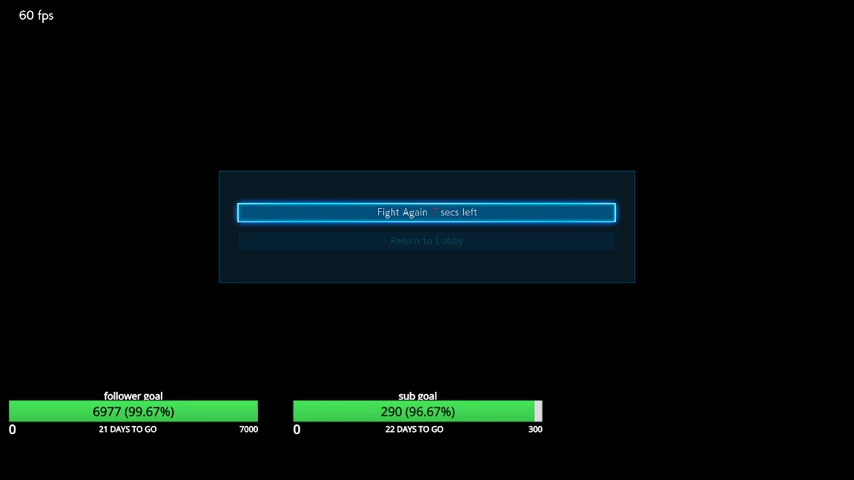 60 fps
Fight Again secs left
Return to Lobby
follower goal
6977 (99.67%)
0 21 DAYS TO GO 7000
sub goal
290 (96.67%)
0 22 DAYS TO GO 300